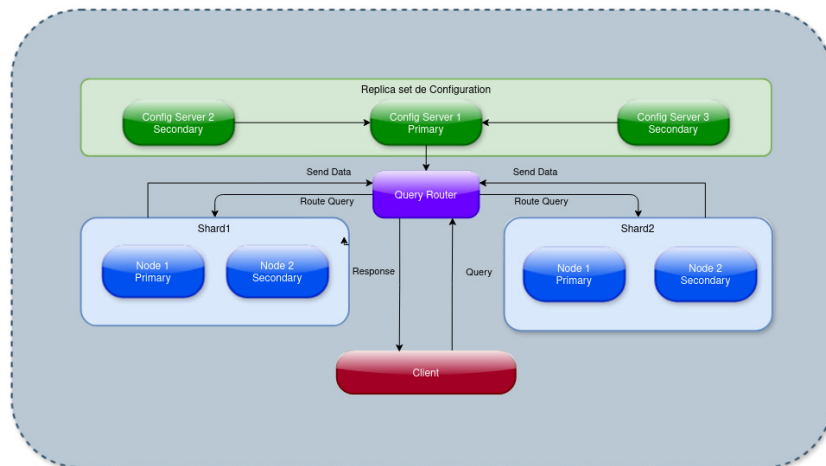 Replica set de Configuration
Config Server 2
Secondary
Config Server 1
Primary
Config Server 3
Secondary
Send Data
Send Data
Query Router
Route Query
Route Query
Shard1
Shard2
Node 1
Primary
Node 2
Secondary
Response
Query
Node 1
Primary
Node 2
Secondary
Client